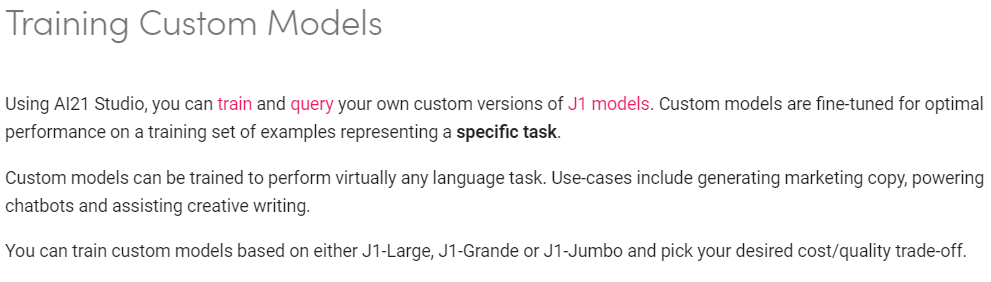 Training Custom Models
Using AI21 Studio, you can train and query your own custom versions of J1 models. Custom models are fine-tuned for optimal
performance on a training set of examples representing a specific task.
Custom models can be trained to perform virtually any language task. Use-cases include generating marketing copy, powering
chatbots and assisting creative writing.
You can train custom models based on either J1-Large, J1-Grande or J1-Jumbo and pick your desired cost/quality trade-off.